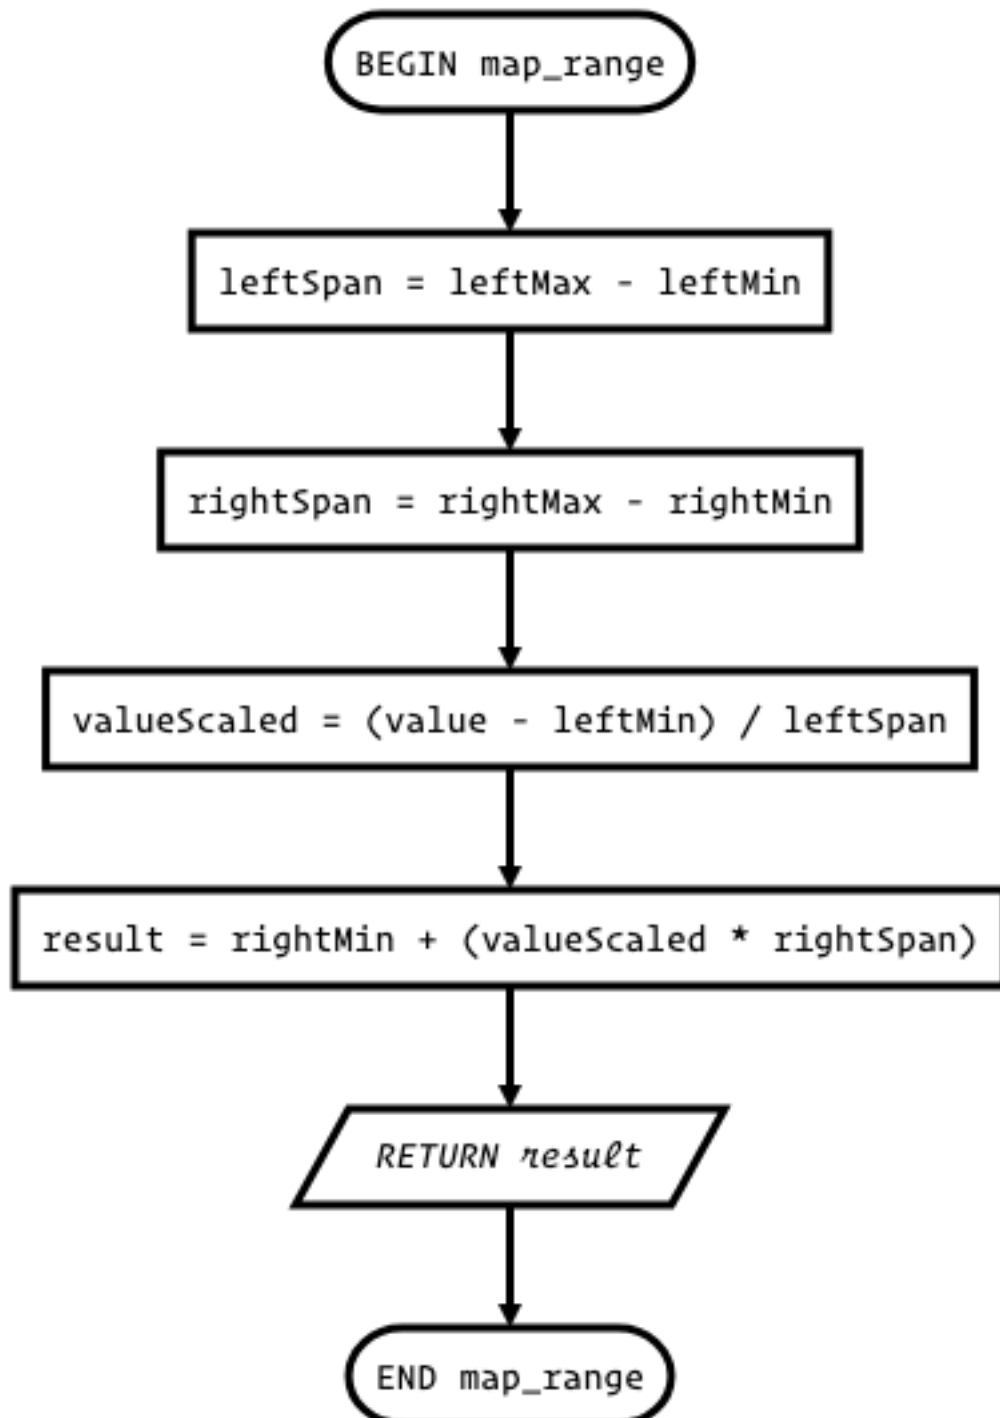 BEGIN map_range
leftSpan = leftMax - leftMin
rightSpan = rightMax - rightMin
valueScaled = (value - leftMin) / leftSpan
result = rightMin + (valueScaled * rightSpan)
RETURN result
END map_range